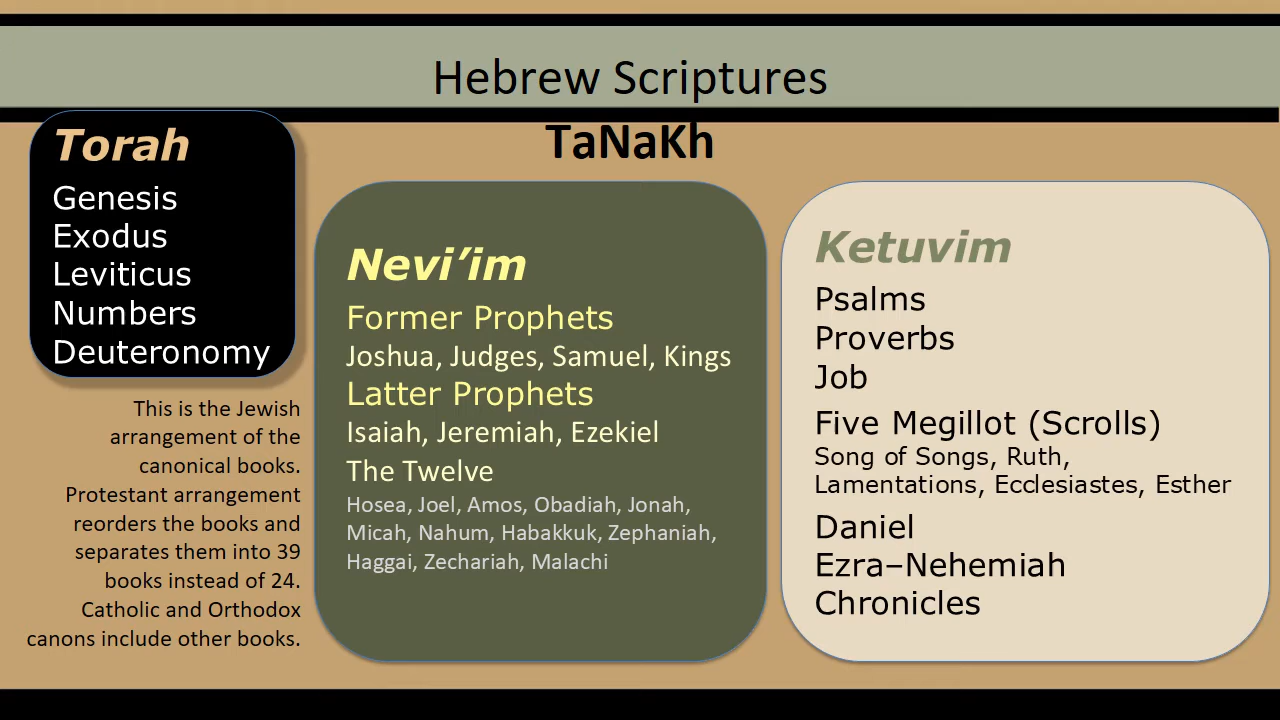 Hebrew Scriptures
TaNaKh
Torah
Genesis
Exodus
Leviticus
Numbers
Deuteronomy
This is the Jewish
arrangement of the
canonical books.
Protestant arrangement
reorders the books and
separates them into 39
books instead of 24.
Catholic and Orthodox
canons include other books.
Nevi’im
Former Prophets
Joshua, Judges, Samuel, Kings
Latter Prophets
Isaiah, Jeremiah, Ezekiel
The Twelve
Hosea, Joel, Amos, Obadiah, Jonah,
Micah, Nahum, Habakkuk, Zephaniah,
Haggai, Zechariah, Malachi
Ketuvim
Psalms
Proverbs
Job
Five Megillot (Scrolls)
Song of Songs, Ruth,
Lamentations, Ecclesiastes, Esther
Daniel
Ezra–Nehemiah
Chronicles